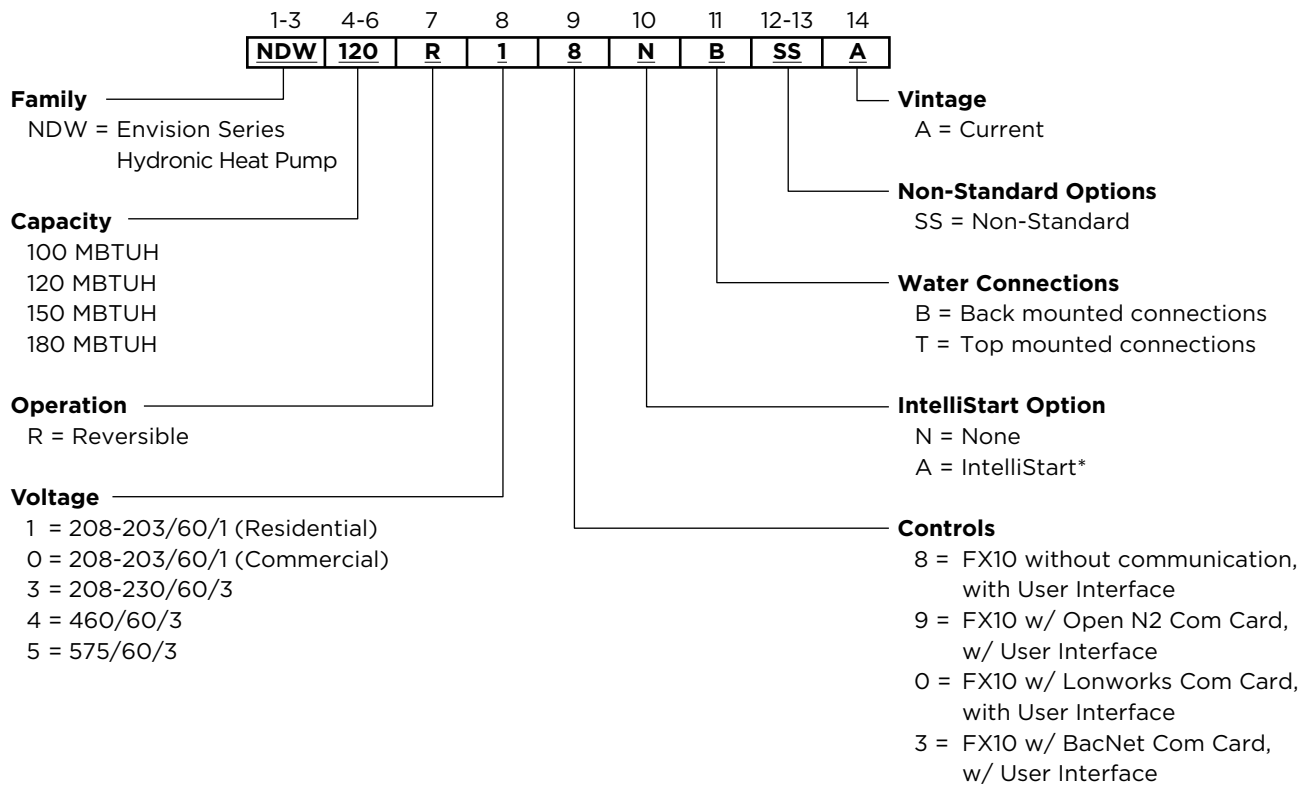 1-3 4-6 7 8 9 10 11 12-13 14
NDW 120 R 1 8 N B SS A
Family
NDW = Envision Series
Hydronic Heat Pump
Capacity
100 MBTUH
120 MBTUH
150 MBTUH
180 MBTUH
Operation
R = Reversible
Voltage
1 = 208-203/60/1 (Residential)
0 = 208-203/60/1 (Commercial)
3 = 208-230/60/3
4 = 460/60/3
5 = 575/60/3
Vintage
A = Current
Non-Standard Options
SS = Non-Standard
Water Connections
B = Back mounted connections
T = Top mounted connections
IntelliStart Option
N = None
A = IntelliStart*
Controls
8 = FX10 without communication,
with User Interface
9 = FX10 w/ Open N2 Com Card,
w/ User Interface
0 = FX10 w/ Lonworks Com Card,
with User Interface
3 = FX10 w/ BacNet Com Card,
w/ User Interface